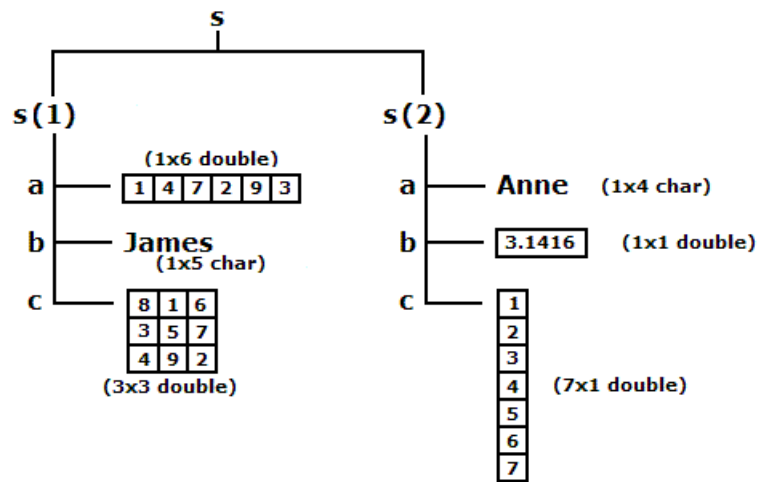 s
s(1) s(2)
(1x6 double)
a 1 4 7 2 9 3 a Anne (1x4 char)
b James b 3.1416 (1x1 double)
(1x5 char)
c 8 1 6 c 1
3 5 7 2
4 9 2 3
(3x3 double) 4 (7x1 double)
5
6
7